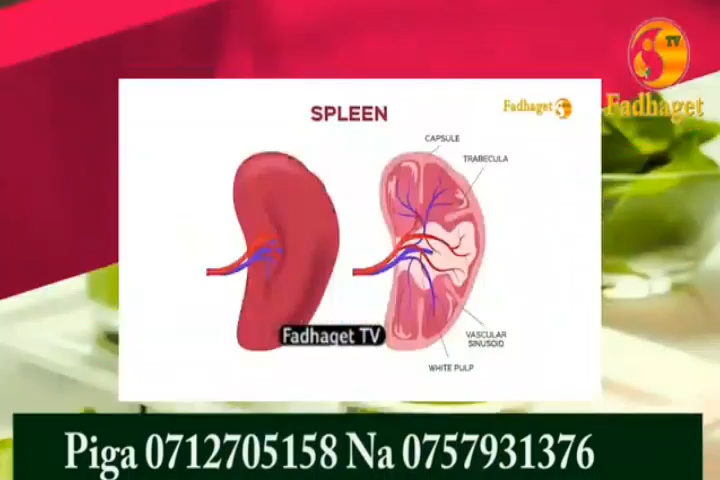 TV
Fadhaget
SPLEEN
Fadhaget
CAPSULE
TRABECULA
Fadhaget TV
VASCULAR
SINUSOID
WHITE PULP
Piga 0712705158 Na 0757931376